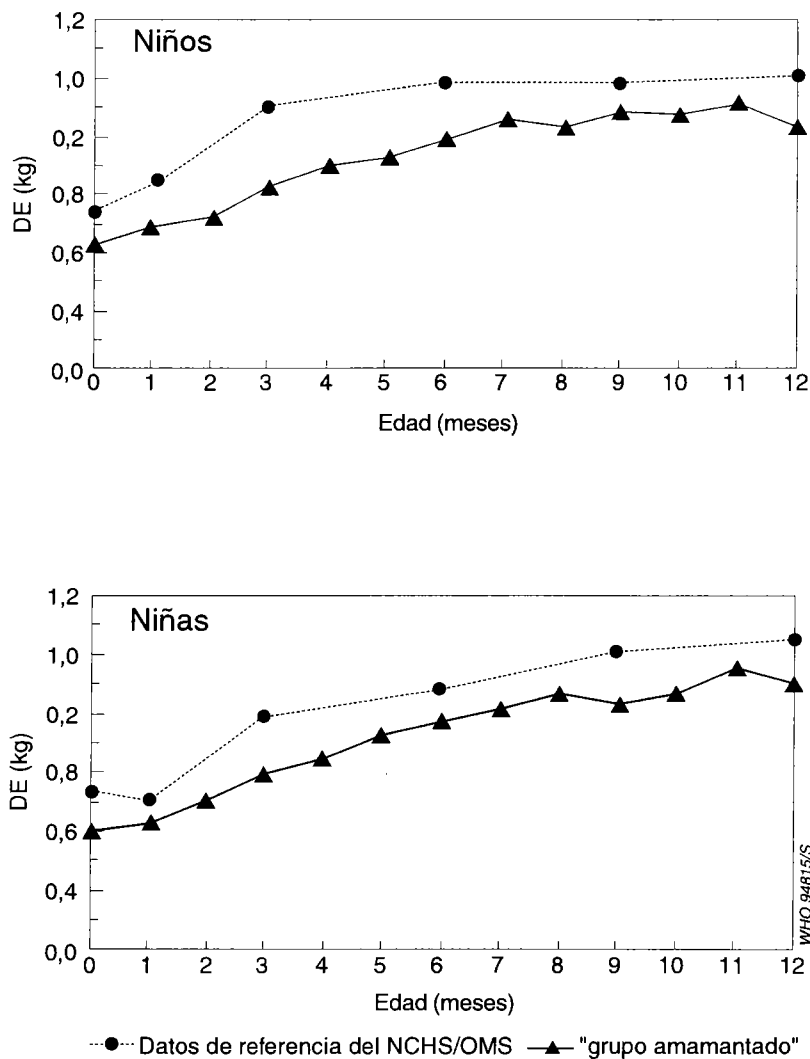 Niños
1,2
1,0
0,2
0,8
0,6
0,4
0,0
DE (kg)
0 1 2 3 4 5 6 7 8 9 10 11 12
Edad (meses)
Niñas
1,2
1,0
0,2
0,8
0,6
0,4
0,0
DE (kg)
0 1 2 3 4 5 6 7 8 9 10 11 12
Edad (meses)
WHO 94815/S
Datos de referencia del NCHS/OMS "grupo amamantado"